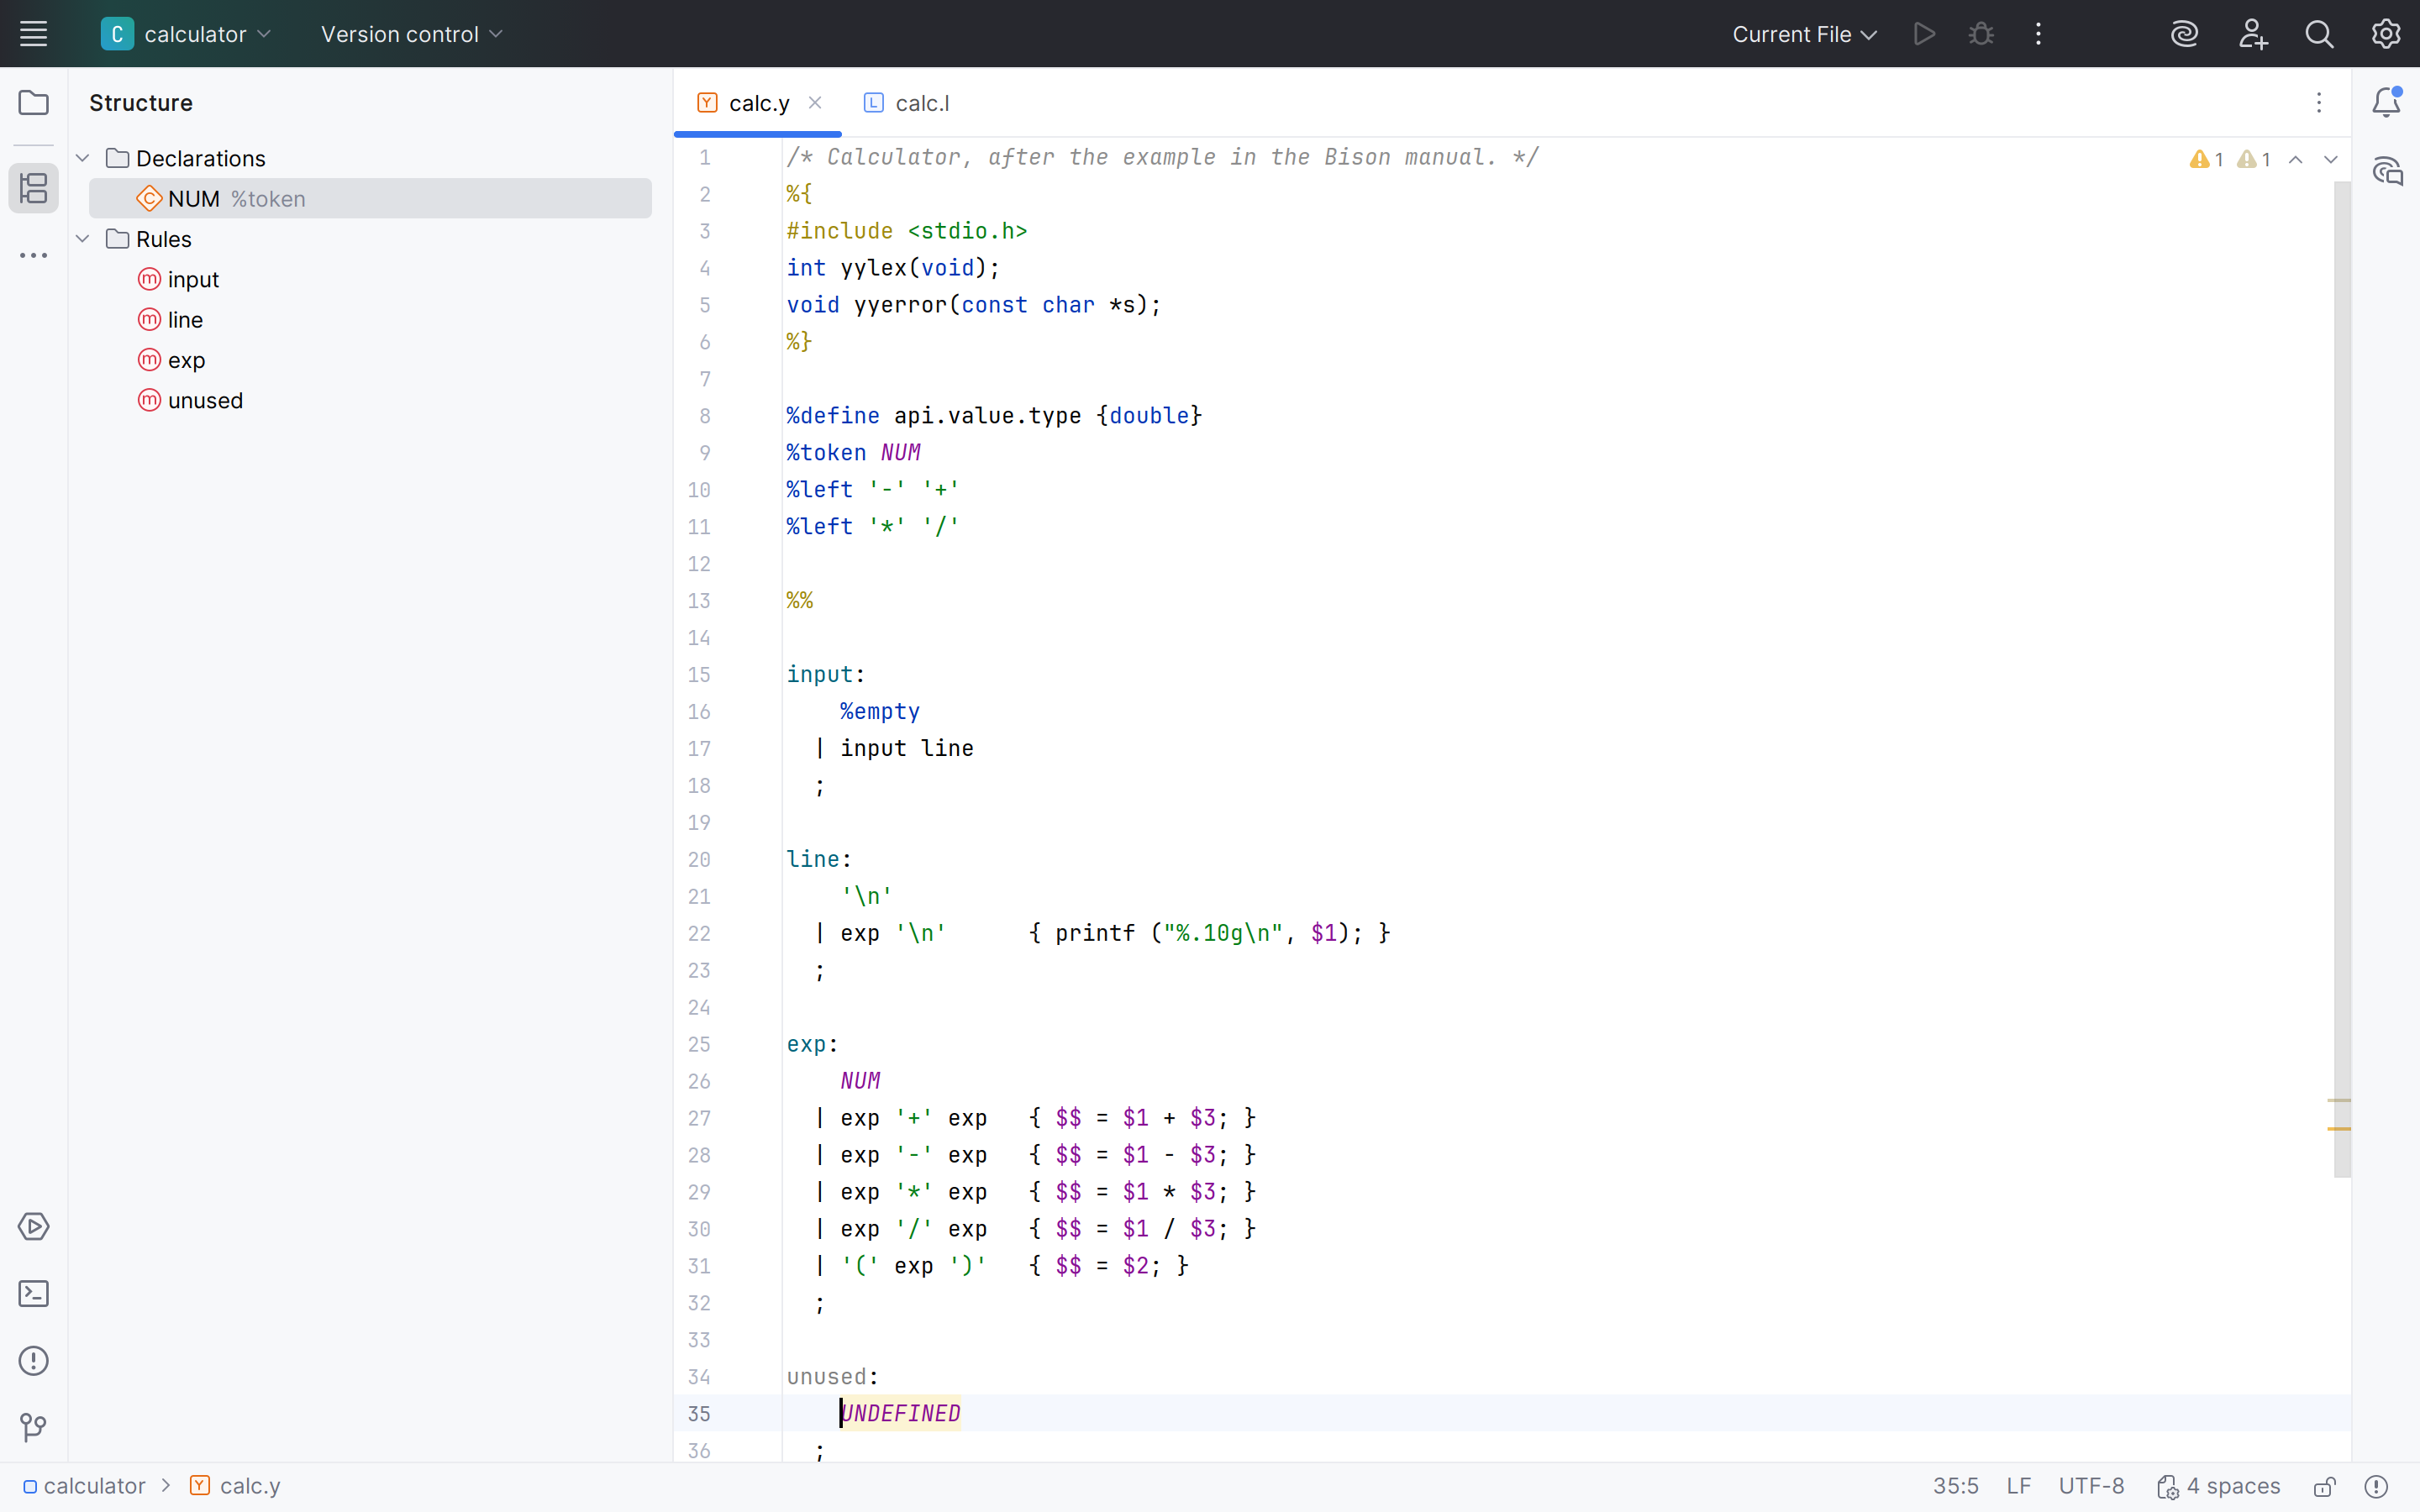 C calculator Version control Current File
Structure
Declarations
NUM %token
Rules
input
line
exp
unused
calc.y calc.l
1 1
1 /* Calculator, after the example in the Bison manual. */
2 %{
3 #include <stdio.h>
4 int yylex(void);
5 void yyerror(const char *s);
6 %}
7
8 %define api.value.type {double}
9 %token NUM
10 %left '-' '+'
11 %left '*' '/'
12
13 %%
14
15 input:
16     %empty
17   | input line
18   ;
19
20 line:
21     '\n'
22   | exp '\n'      { printf ("%.10g\n", $1); }
23   ;
24
25 exp:
26     NUM
27   | exp '+' exp   { $$ = $1 + $3; }
28   | exp '-' exp   { $$ = $1 - $3; }
29   | exp '*' exp   { $$ = $1 * $3; }
30   | exp '/' exp   { $$ = $1 / $3; }
31   | '(' exp ')'   { $$ = $2; }
32   ;
33
34 unused:
35     UNDEFINED
36   ;
calculator > calc.y 35:5 LF UTF-8 4 spaces